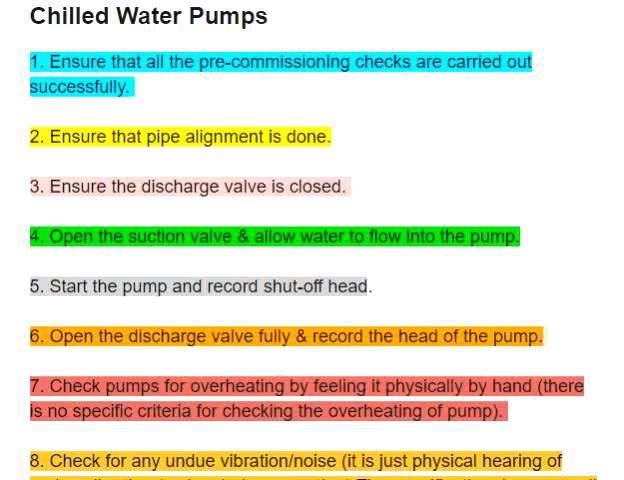 Chilled Water Pumps
1. Ensure that all the pre-commissioning checks are carried out
successfully.
2. Ensure that pipe alignment is done.
3. Ensure the discharge valve is closed.
4. Open the suction valve & allow water to flow into the pump.
5. Start the pump and record shut-off head.
6. Open the discharge valve fully & record the head of the pump.
7. Check pumps for overheating by feeling it physically by hand (there
is no specific criteria for checking the overheating of pump).
8. Check for any undue vibration/noise (it is just physical hearing of